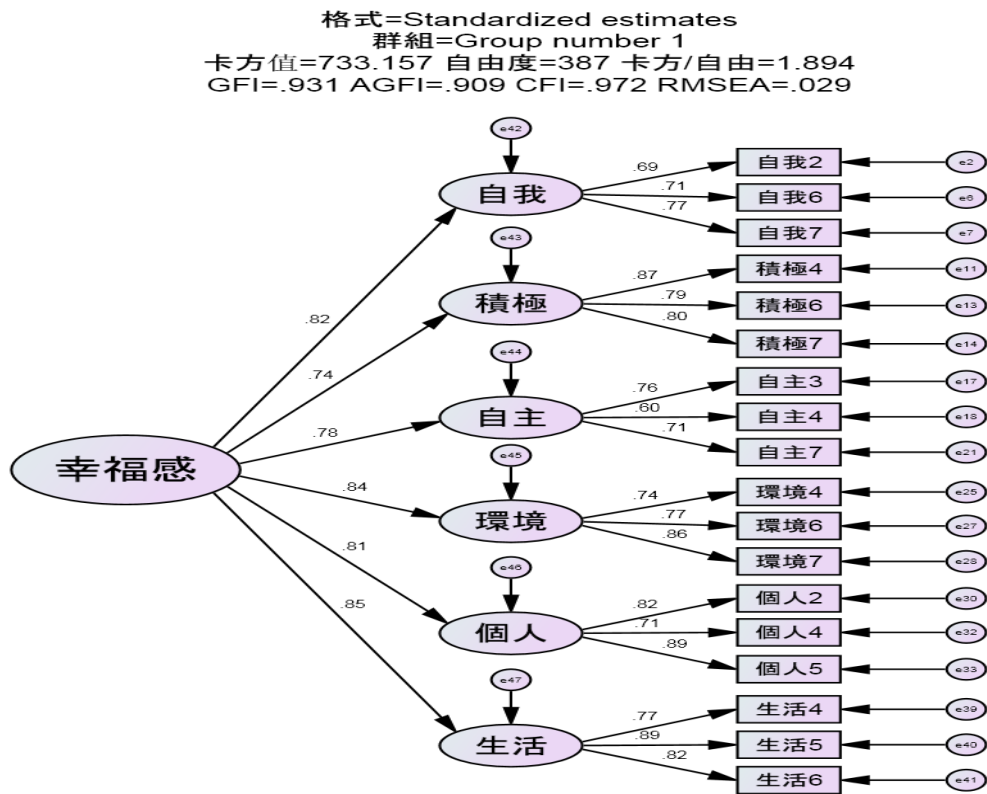 格式=Standardized estimates
群組=Group number 1
卡方值=733.157 自由度=387 卡方/自由=1.894
GFI=.931 AGFI=.909 CFI=.972 RMSEA=.029
e42
自我
.69 自我2 e2
.71 自我6 e6
.77 自我7 e7
e43
積極
.87 積極4 e11
.79 積極6 e13
.80 積極7 e14
e44
自主
.76 自主3 e17
.60 自主4 e18
.71 自主7 e21
幸福感
.82
.74
.78
.84
.81
.85
e45
環境
.74 環境4 e25
.77 環境6 e27
.86 環境7 e28
e46
個人
.82 個人2 e30
.71 個人4 e32
.89 個人5 e33
e47
生活
.77 生活4 e39
.89 生活5 e40
.82 生活6 e41